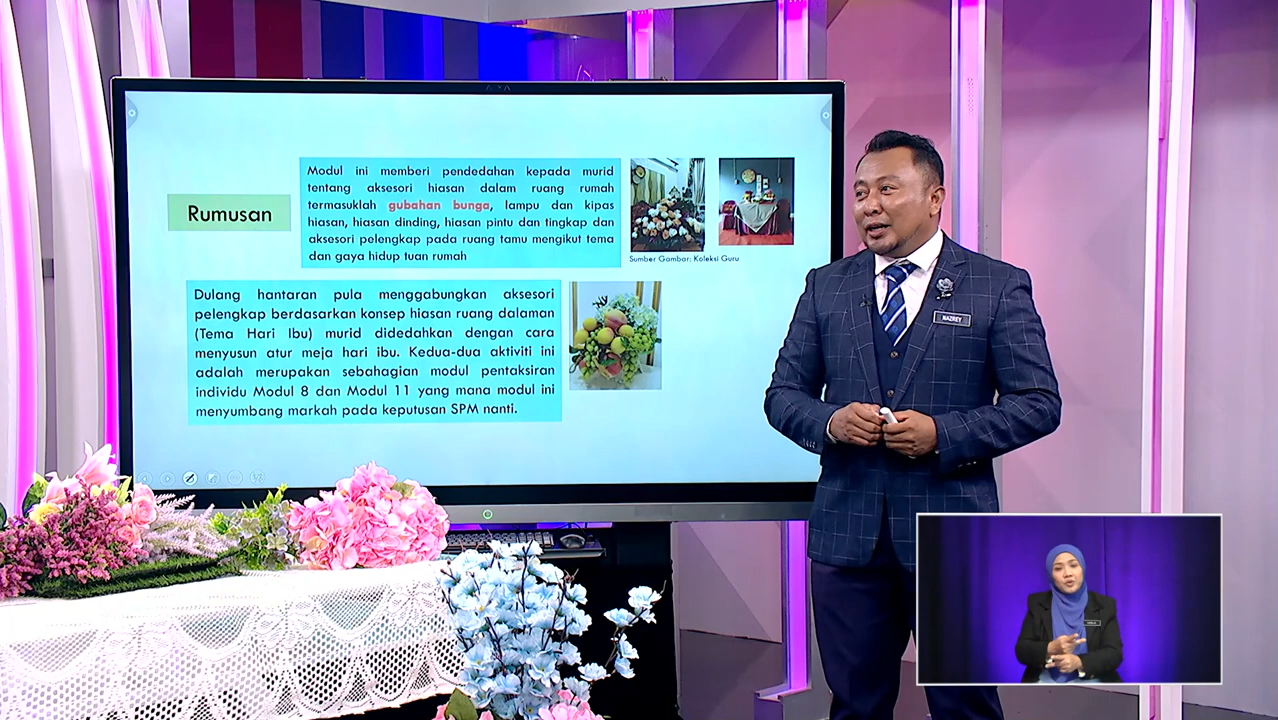 Rumusan
Modul ini memberi pendedahan kepada murid
tentang aksesori hiasan dalam ruang rumah
termasuklah gubahan bunga, lampu dan kipas
hiasan, hiasan dinding, hiasan pintu dan tingkap dan
aksesori pelengkap pada ruang tamu mengikut tema
dan gaya hidup tuan rumah
Sumber Gambar: Koleksi Guru
Dulang hantaran pula menggabungkan aksesori
pelengkap berdasarkan konsep hiasan ruang dalaman
(Tema Hari Ibu) murid didedahkan dengan cara
menyusun atur meja hari ibu. Kedua-dua aktiviti ini
adalah merupakan sebahagian modul pentaksiran
individu Modul 8 dan Modul 11 yang mana modul ini
menyumbang markah pada keputusan SPM nanti.
NAZREY